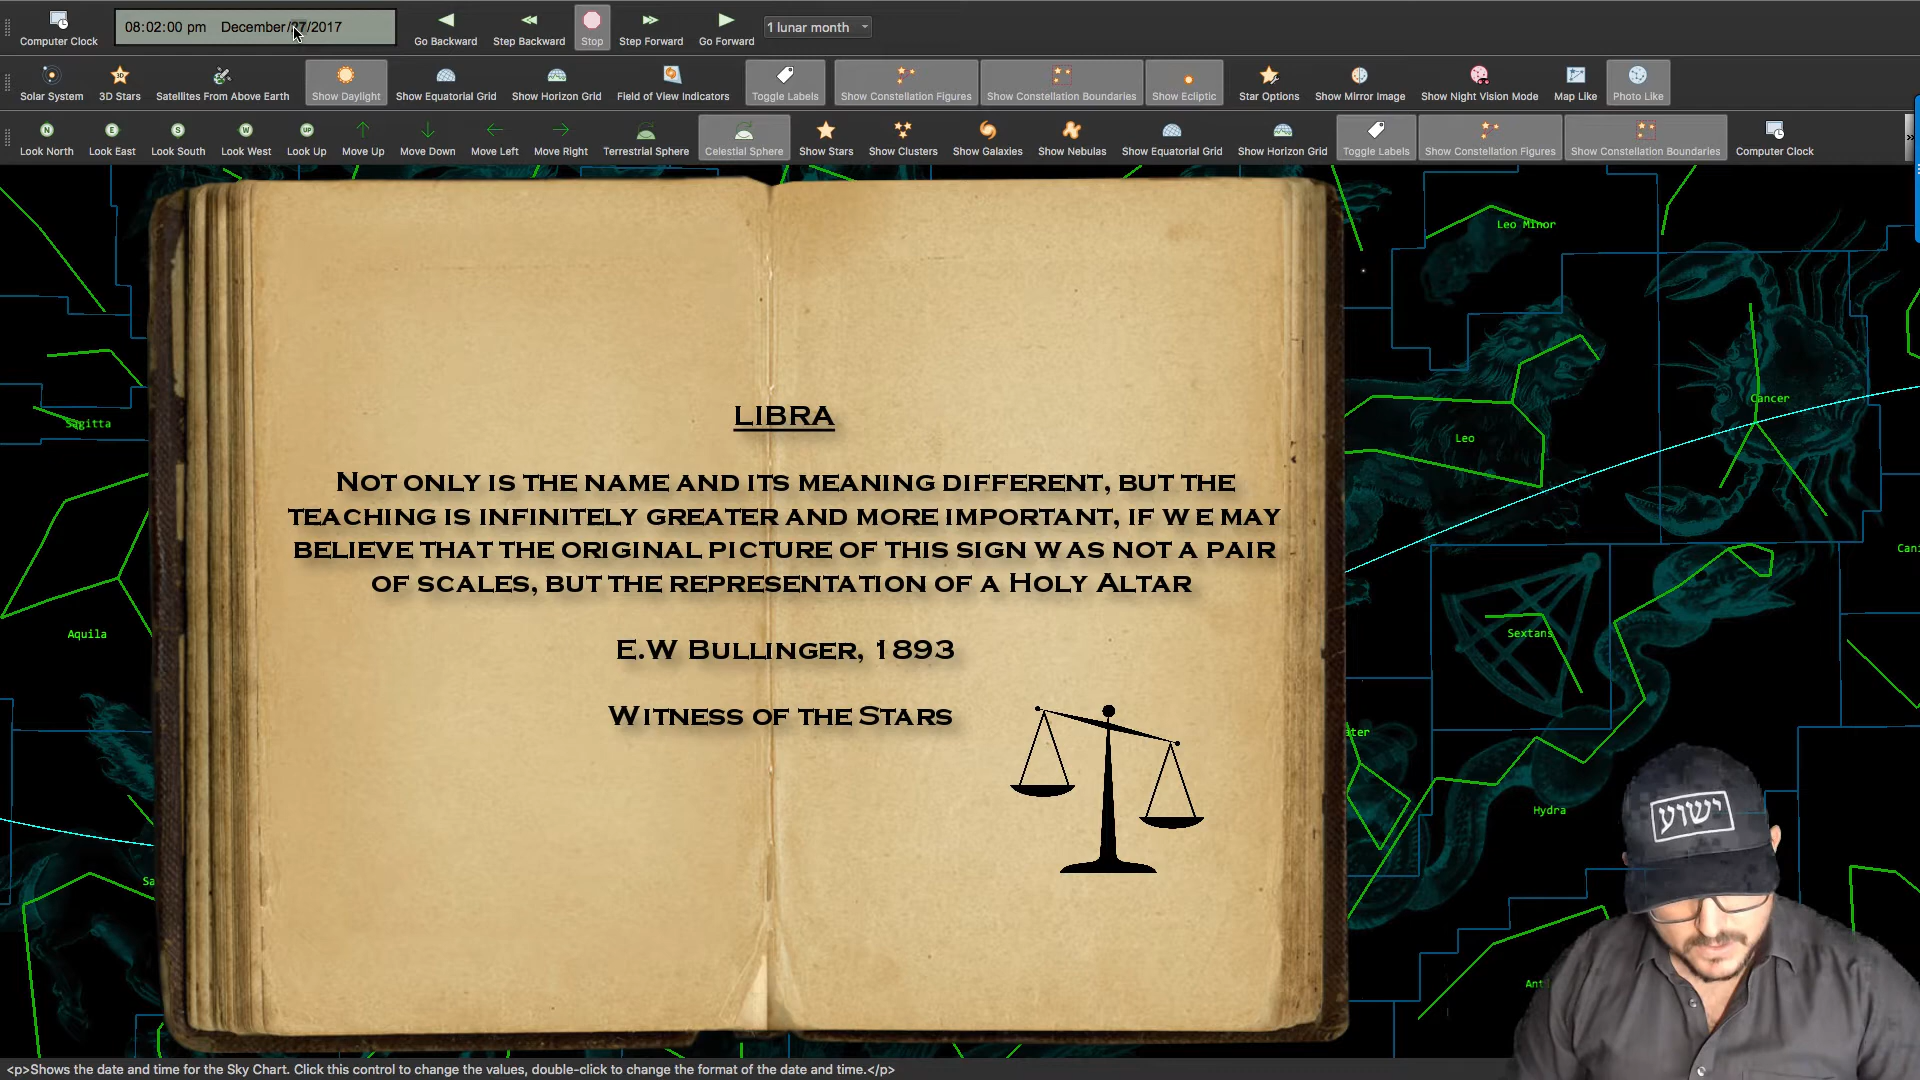 Computer Clock
08:02:00 pm December/27/2017
Go Backward
Step Backward
Stop
Step Forward
Go Forward
1 lunar month
Solar System
3D Stars
Satellites From Above Earth
Show Daylight
Show Equatorial Grid
Show Horizon Grid
Field of View Indicators
Toggle Labels
Show Constellation Figures
Show Constellation Boundaries
Show Ecliptic
Star Options
Show Mirror Image
Show Night Vision Mode
Map Like
Photo Like
Look North
Look East
Look South
Look West
Look Up
Move Up
Move Down
Move Left
Move Right
Terrestrial Sphere
Celestial Sphere
Show Stars
Show Clusters
Show Galaxies
Show Nebulas
Show Equatorial Grid
Show Horizon Grid
Toggle Labels
Show Constellation Figures
Show Constellation Boundaries
Computer Clock
Leo Minor
Sagitta
Cancer
Leo
LIBRA
NOT ONLY IS THE NAME AND ITS MEANING DIFFERENT, BUT THE
TEACHING IS INFINITELY GREATER AND MORE IMPORTANT, IF WE MAY
BELIEVE THAT THE ORIGINAL PICTURE OF THIS SIGN WAS NOT A PAIR
OF SCALES, BUT THE REPRESENTATION OF A HOLY ALTAR
E.W BULLINGER, 1893
WITNESS OF THE STARS
Aquila
Sextans
Hydra
ישוע
<p>Shows the date and time for the Sky Chart. Click this control to change the values, double-click to change the format of the date and time.</p>